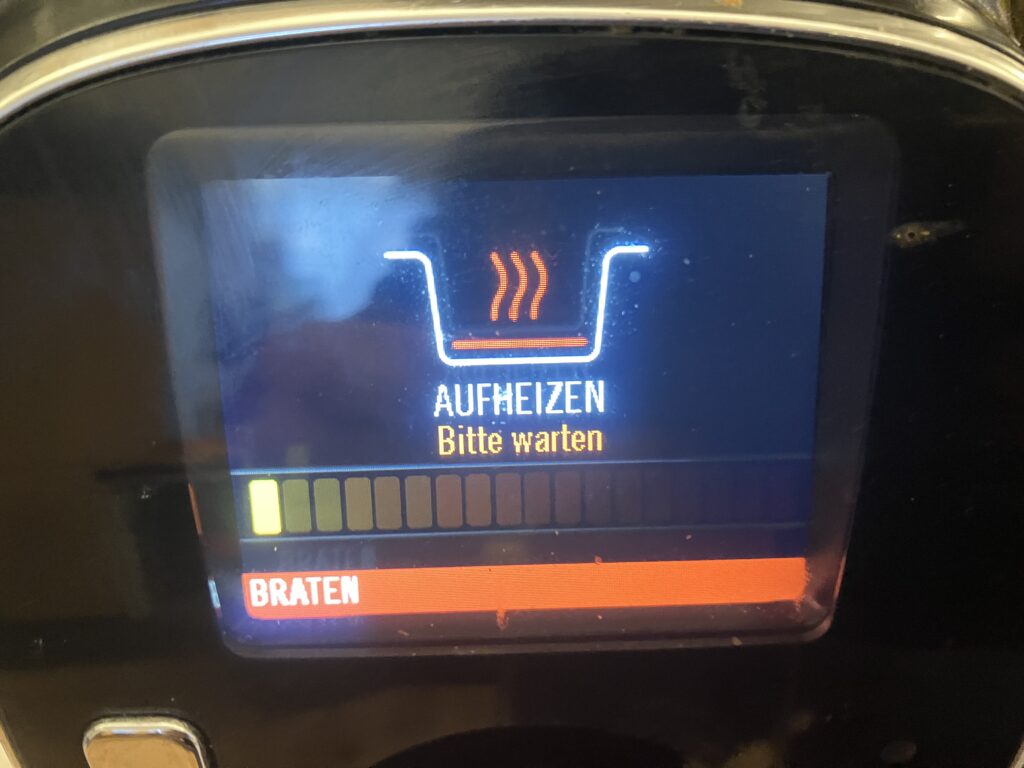 AUFHEIZEN
Bitte warten
BRATEN